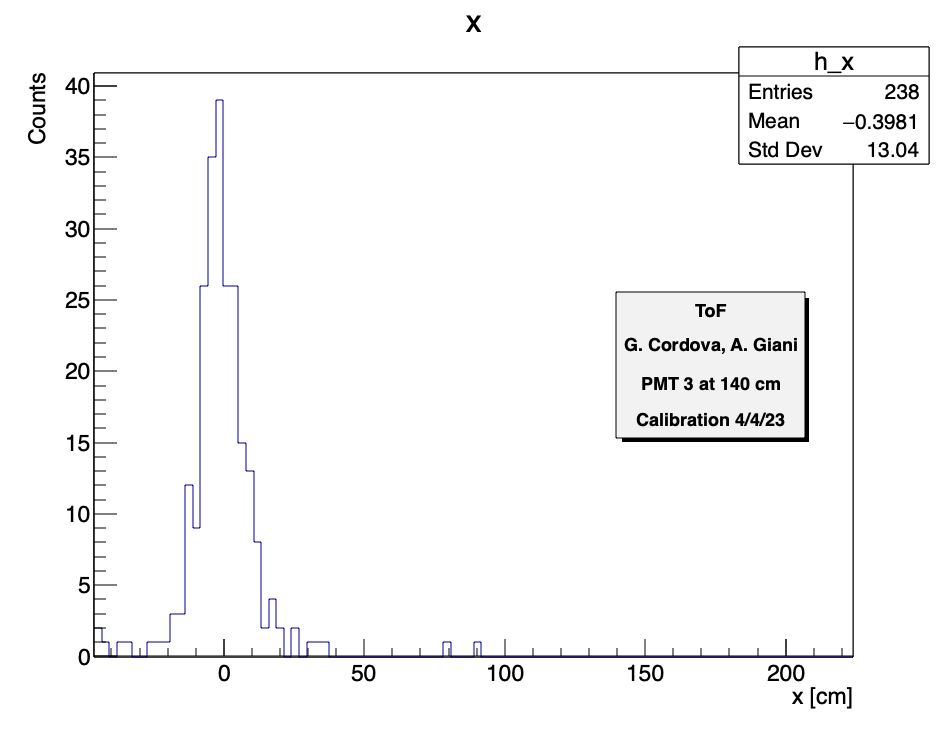 X
h_x
Entries 238
Mean −0.3981
Std Dev 13.04
Counts
40
35
30
25
20
15
10
5
0
ToF
G. Cordova, A. Giani
PMT 3 at 140 cm
Calibration 4/4/23
0 50 100 150 200
x [cm]